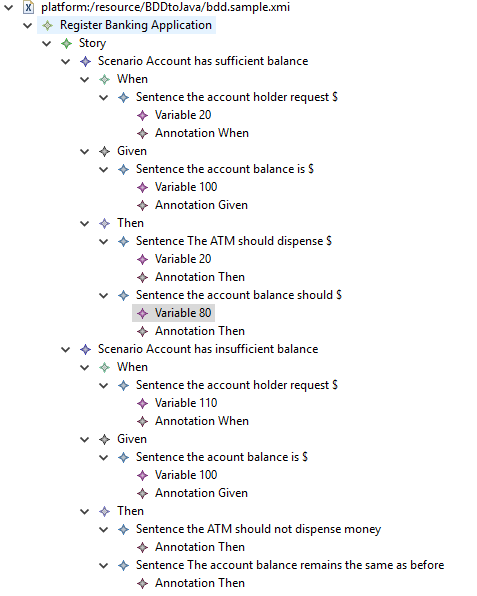 platform:/resource/BDDtoJava/bdd.sample.xmi
Register Banking Application
Story
Scenario Account has sufficient balance
When
Sentence the account holder request $
Variable 20
Annotation When
Given
Sentence the account balance is $
Variable 100
Annotation Given
Then
Sentence The ATM should dispense $
Variable 20
Annotation Then
Sentence the account balance should $
Variable 80
Annotation Then
Scenario Account has insufficient balance
When
Sentence the account holder request $
Variable 110
Annotation When
Given
Sentence the acount balance is $
Variable 100
Annotation Given
Then
Sentence the ATM should not dispense money
Annotation Then
Sentence The account balance remains the same as before
Annotation Then